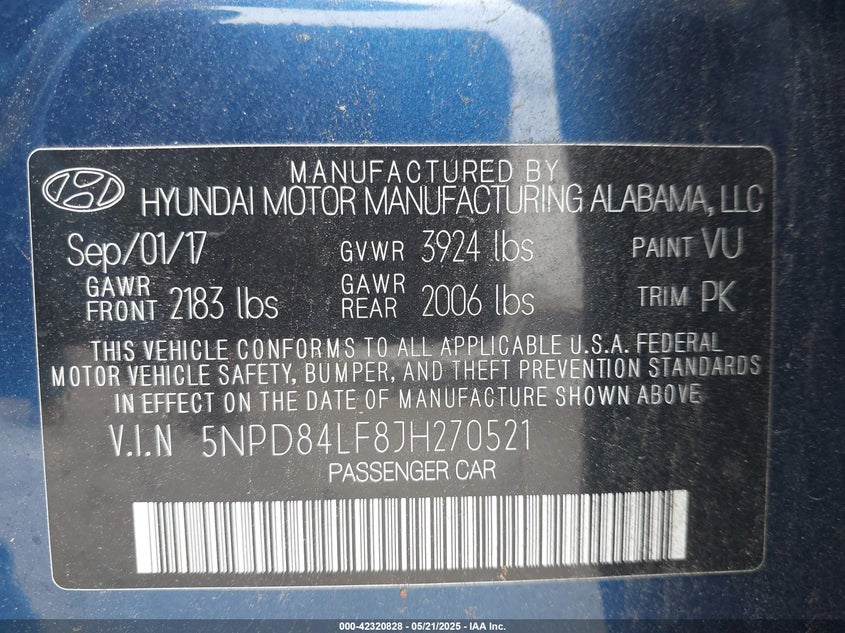 MANUFACTURED BY
HYUNDAI MOTOR MANUFACTURING ALABAMA, LLC
Sep/01/17 GVWR 3924 lbs PAINT VU
GAWR FRONT 2183 lbs GAWR REAR 2006 lbs TRIM PK
THIS VEHICLE CONFORMS TO ALL APPLICABLE U.S.A. FEDERAL
MOTOR VEHICLE SAFETY, BUMPER, AND THEFT PREVENTION STANDARDS
IN EFFECT ON THE DATE OF MANUFACTURE SHOWN ABOVE
V.I.N 5NPD84LF8JH270521
PASSENGER CAR
000-42320828 - 05/21/2025 - IAA Inc.